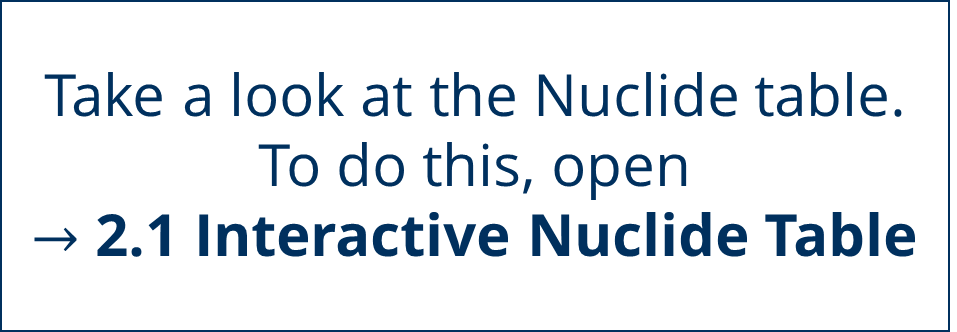 Take a look at the Nuclide table.
To do this, open
→ 2.1 Interactive Nuclide Table